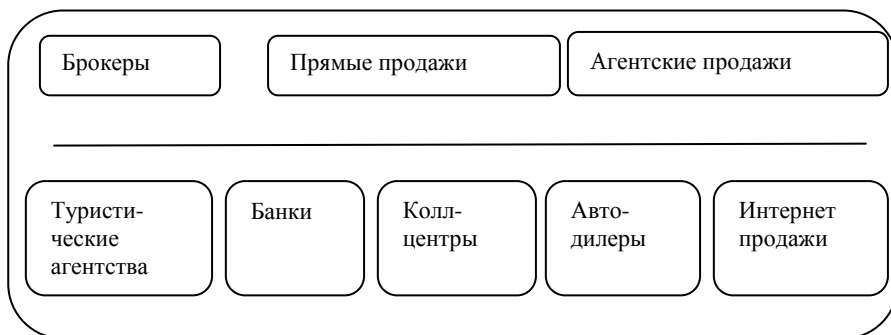 Брокеры
Прямые продажи
Агентские продажи
Туристи-
ческие
агентства
Банки
Колл-
центры
Авто-
дилеры
Интернет
продажи